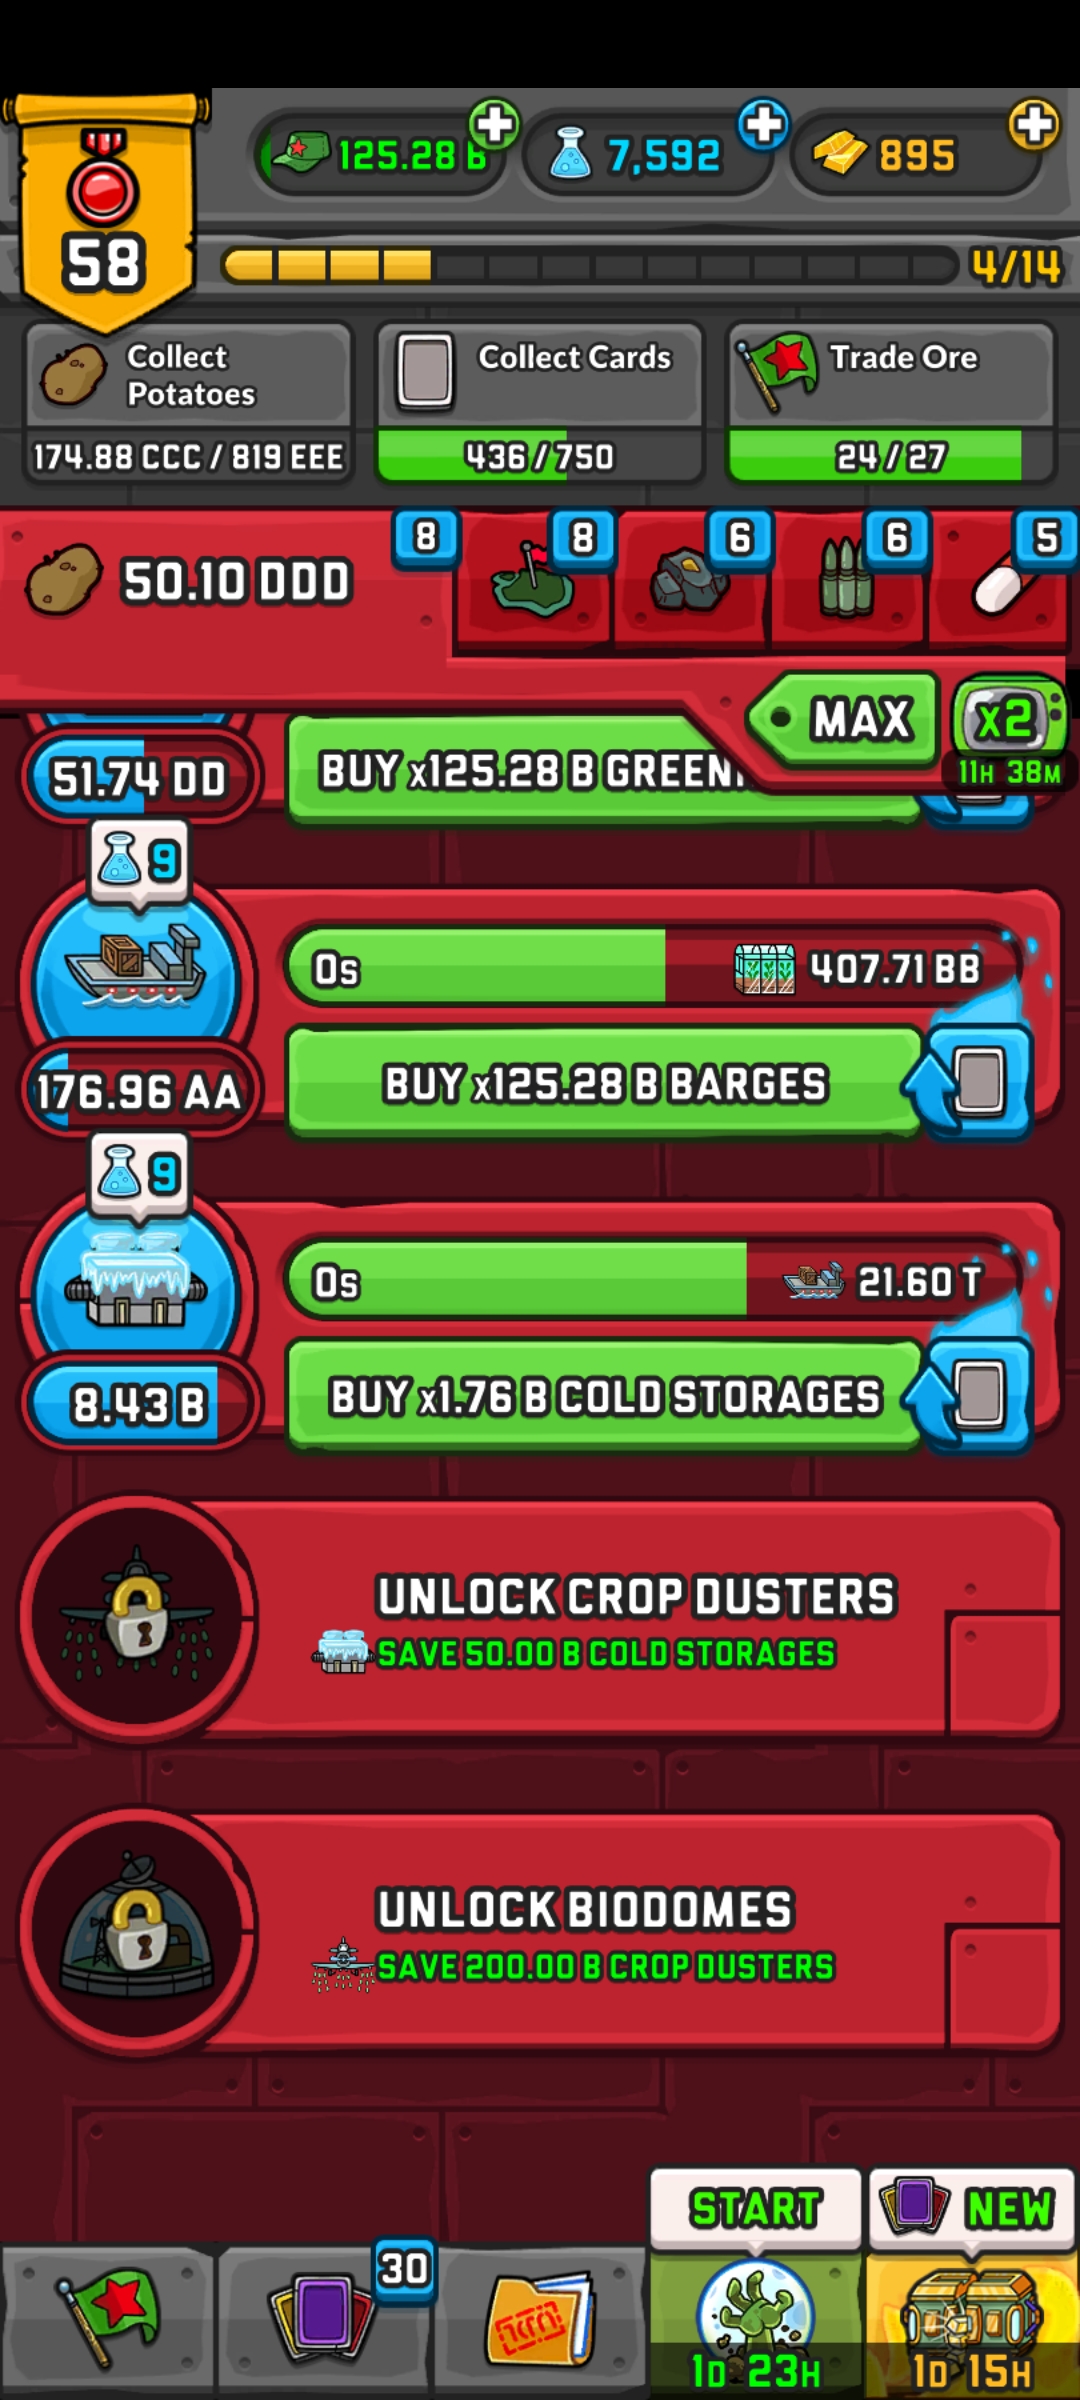 58
125.28 B
7,592
895
4/14
Collect
Potatoes
174.88 CCC / 819 EEE
Collect Cards
436 / 750
Trade Ore
24 / 27
50.10 DDD
8
8
6
6
5
MAX
x2
11H 38M
51.74 DD
BUY x125.28 B GREEN
9
0s
407.71 BB
176.96 AA
BUY x125.28 B BARGES
9
0s
21.60 T
8.43 B
BUY x1.76 B COLD STORAGES
UNLOCK CROP DUSTERS
SAVE 50.00 B COLD STORAGES
UNLOCK BIODOMES
SAVE 200.00 B CROP DUSTERS
30
START
1D 23H
NEW
1D 15H